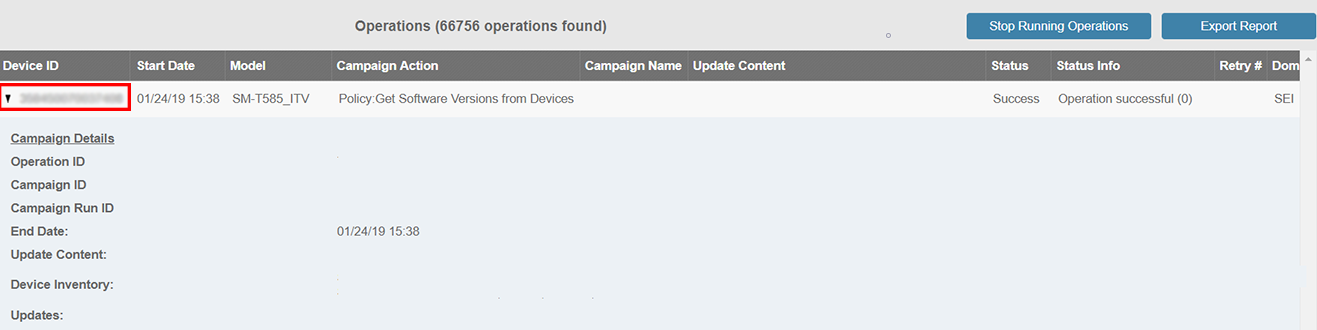 Operations (66756 operations found)
Stop Running Operations
Export Report
Device ID Start Date Model Campaign Action Campaign Name Update Content Status Status Info Retry # Dom
01/24/19 15:38 SM-T585_ITV Policy:Get Software Versions from Devices Success Operation successful (0) SEI
Campaign Details
Operation ID
Campaign ID
Campaign Run ID
End Date: 01/24/19 15:38
Update Content:
Device Inventory:
Updates: